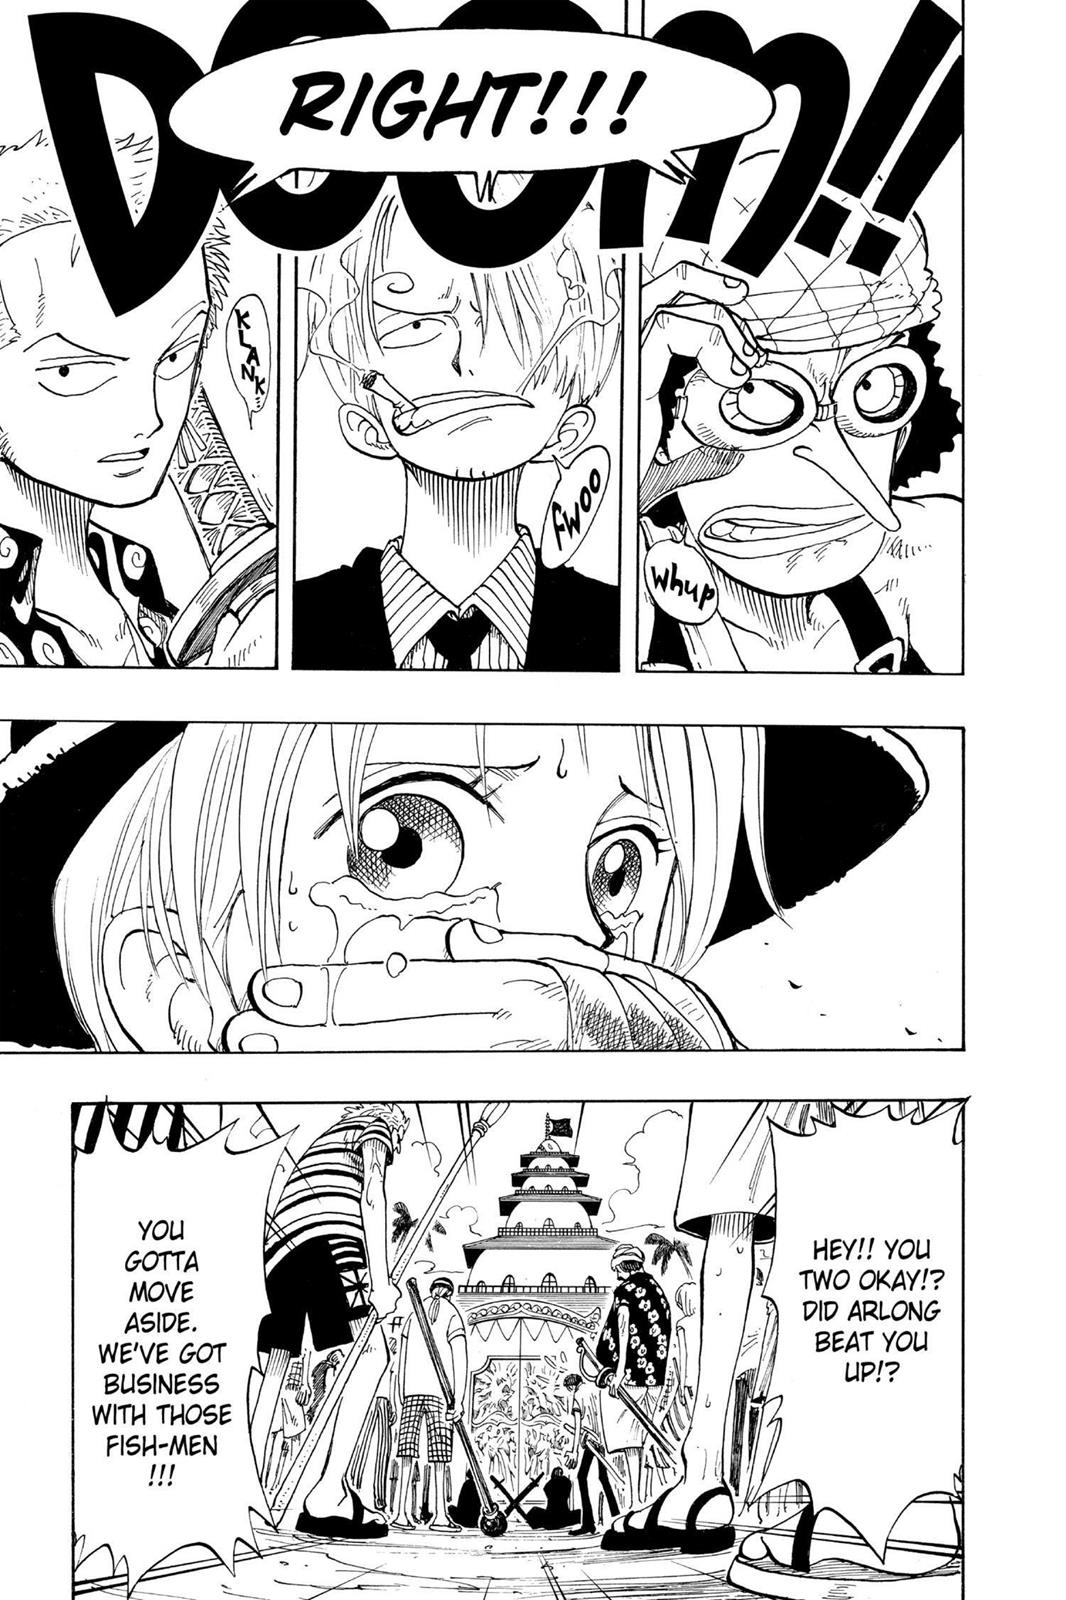 DOOM!!
RIGHT!!!
WHUP
FWOO
KLANK
HEY!! YOU
TWO OKAY!?
DID ARLONG
BEAT YOU
UP!?
YOU
GOTTA
MOVE
ASIDE.
WE'VE GOT
BUSINESS
WITH THOSE
FISH-MEN
!!!